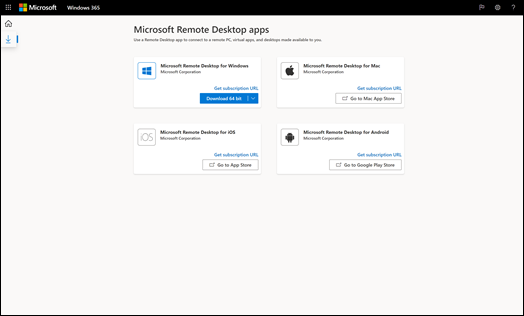 Microsoft Windows 365
Microsoft Remote Desktop apps
Use a Remote Desktop app to connect to a remote PC, virtual apps, and desktops made available to you.
Microsoft Remote Desktop for Windows
Microsoft Corporation
Get subscription URL
Download 64 bit
Microsoft Remote Desktop for Mac
Microsoft Corporation
Get subscription URL
Go to Mac App Store
iOS
Microsoft Remote Desktop for iOS
Microsoft Corporation
Get subscription URL
Go to App Store
Microsoft Remote Desktop for Android
Microsoft Corporation
Get subscription URL
Go to Google Play Store